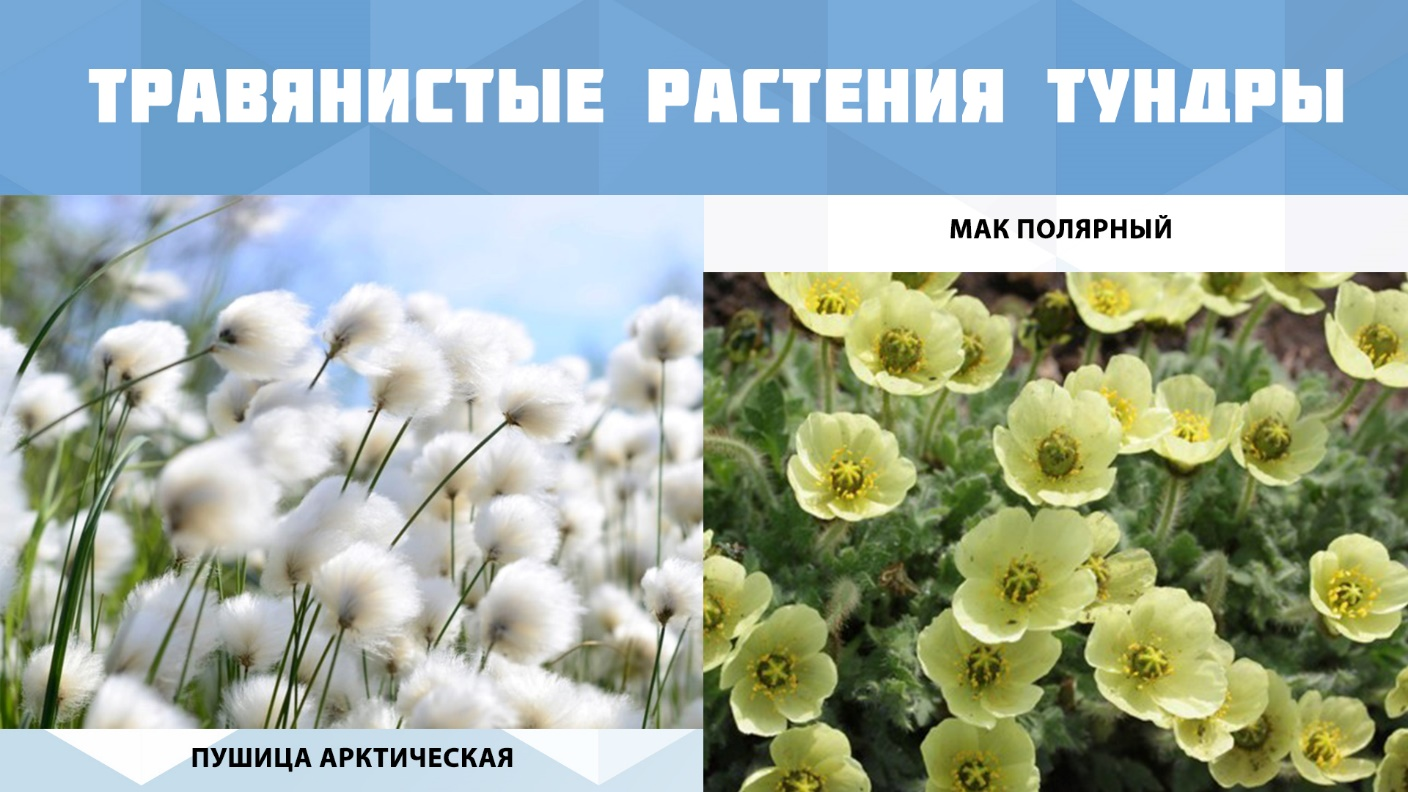 ТРАВЯНИСТЫЕ РАСТЕНИЯ ТУНДРЫ
МАК ПОЛЯРНЫЙ
ПУШИЦА АРКТИЧЕСКАЯ